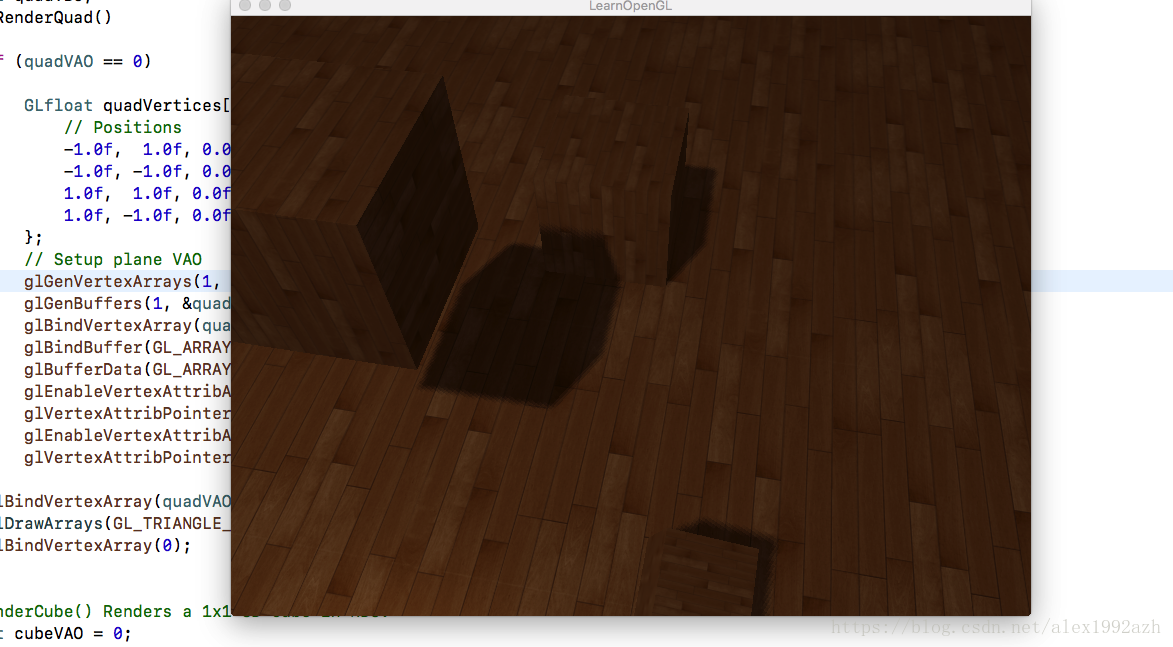 LearnOpenGL
RenderQuad()
(quadVAO == 0)
GLfloat quadVertices[
// Positions
-1.0f, 1.0f, 0.0
-1.0f, -1.0f, 0.0
1.0f, 1.0f, 0.0f
1.0f, -1.0f, 0.0f
};
// Setup plane VAO
glGenVertexArrays(1,
glGenBuffers(1, &quad
glBindVertexArray(qua
glBindBuffer(GL_ARRAY
glBufferData(GL_ARRAY
glEnableVertexAttribA
glVertexAttribPointer
glEnableVertexAttribA
glVertexAttribPointer
lBindVertexArray(quadVAO
lDrawArrays(GL_TRIANGLE_
lBindVertexArray(0);
nderCube() Renders a 1x1
cubeVAO = 0;
https://blog.csdn.net/alex1992azh